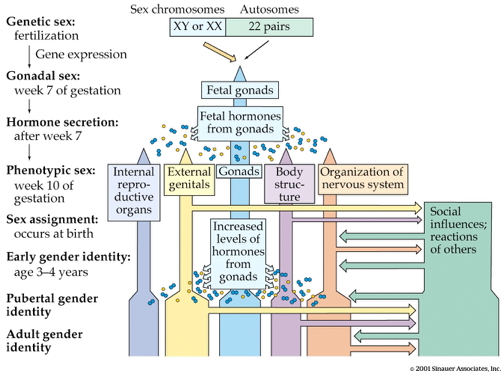 Sex chromosomes
Autosomes
XY or XX
22 pairs
Genetic sex:
fertilization
Gene expression
Gonadal sex:
week 7 of gestation
Hormone secretion:
after week 7
Phenotypic sex:
week 10 of
gestation
Sex assignment:
occurs at birth
Early gender identity:
age 3–4 years
Pubertal gender
identity
Adult gender
identity
Fetal gonads
Fetal hormones
from gonads
Internal
repro-
ductive
organs
External
genitals
Gonads
Body
struc-
ture
Organization of
nervous system
Increased
levels of
hormones
from
gonads
Social
influences;
reactions
of others
© 2001 Sinauer Associates, Inc.